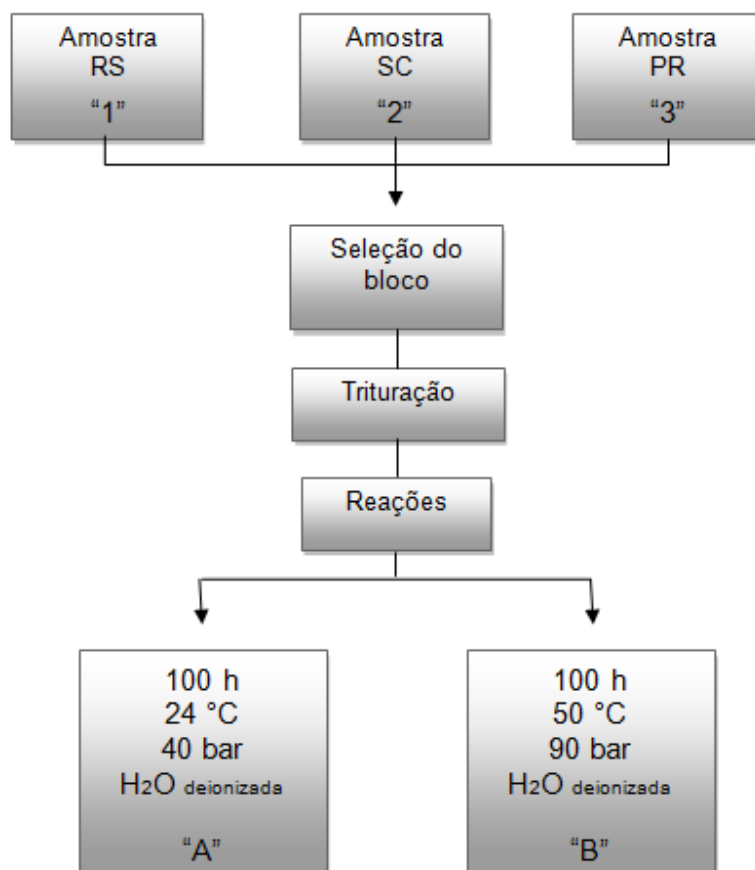 Amostra
RS
“1”
Amostra
SC
“2”
Amostra
PR
“3”
Seleção do
bloco
Trituração
Reações
100 h
24 °C
40 bar
H2O deionizada
“A”
100 h
50 °C
90 bar
H2O deionizada
“B”